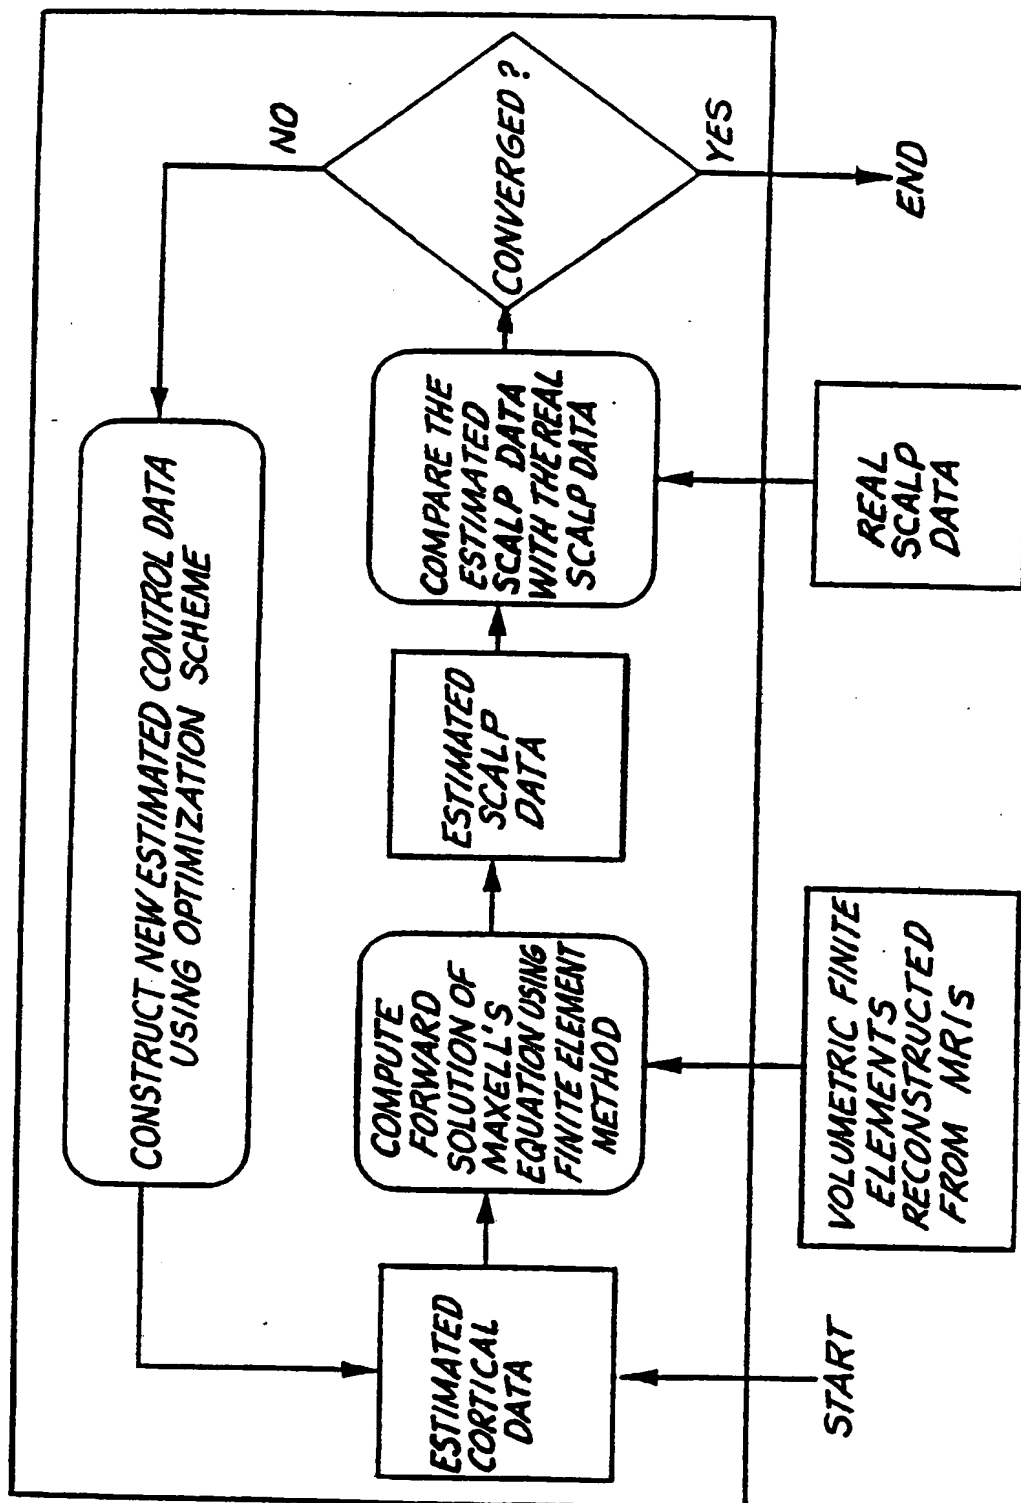 CONSTRUCT NEW ESTIMATED CONTROL DATA
USING OPTIMIZATION SCHEME
NO
ESTIMATED
CORTICAL
DATA
COMPUTE
FORWARD
SOLUTION OF
MAXELL'S
EQUATION USING
FINITE ELEMENT
METHOD
ESTIMATED
SCALP
DATA
COMPARE THE
ESTIMATED
SCALP DATA
WITH THE REAL
SCALP DATA
CONVERGED?
YES
START
VOLUMETRIC FINITE
ELEMENTS
RECONSTRUCTED
FROM MRIs
REAL
SCALP
DATA
END